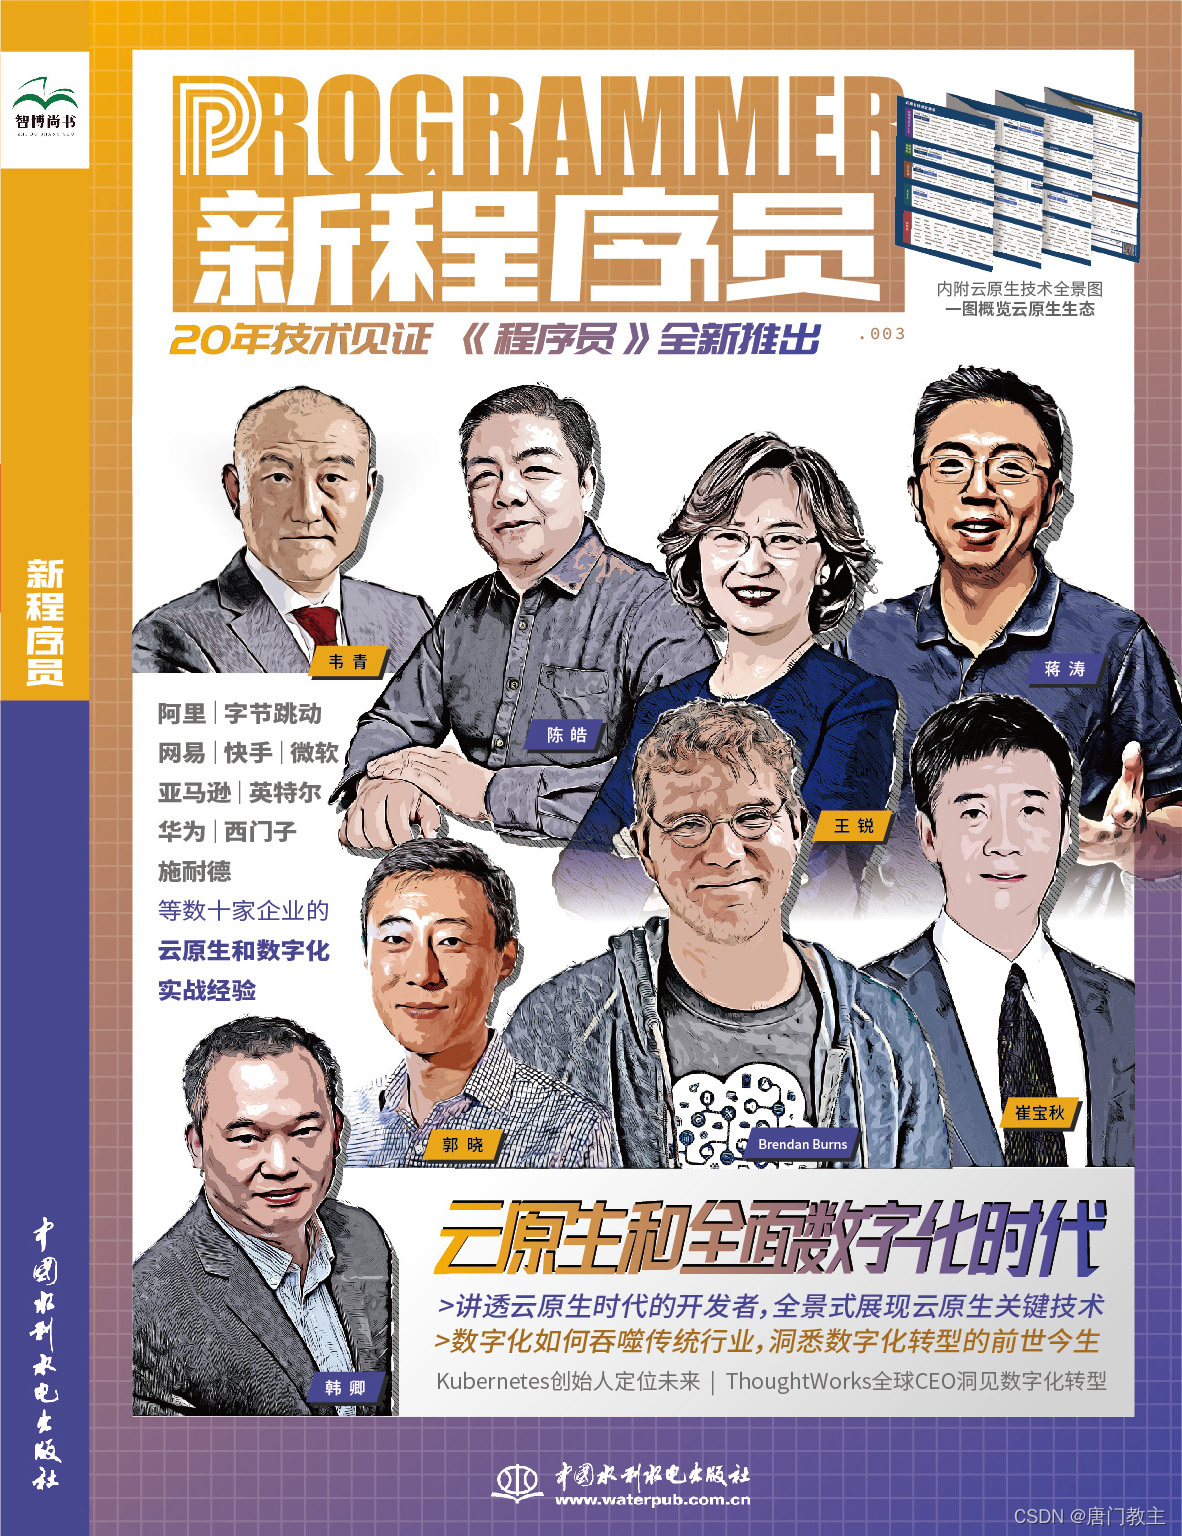 智博尚书
新程序员
中国水利水电出版社
PROGRAMMER
新程序员
20年技术见证 《程序员》全新推出
.003
内附云原生技术全景图
一图概览云原生生态
韦青
陈皓
王锐
蒋涛
阿里|字节跳动
网易|快手|微软
亚马逊|英特尔
华为|西门子
施耐德
等数十家企业的
云原生和数字化
实战经验
郭晓
Brendan Burns
崔宝秋
韩卿
云原生和全面数字化时代
>讲透云原生时代的开发者,全景式展现云原生关键技术
>数字化如何吞噬传统行业,洞悉数字化转型的前世今生
Kubernetes创始人定位未来 | ThoughtWorks全球CEO洞见数字化转型
中国水利水电出版社
www.waterpub.com.cn
CSDN @唐门教主